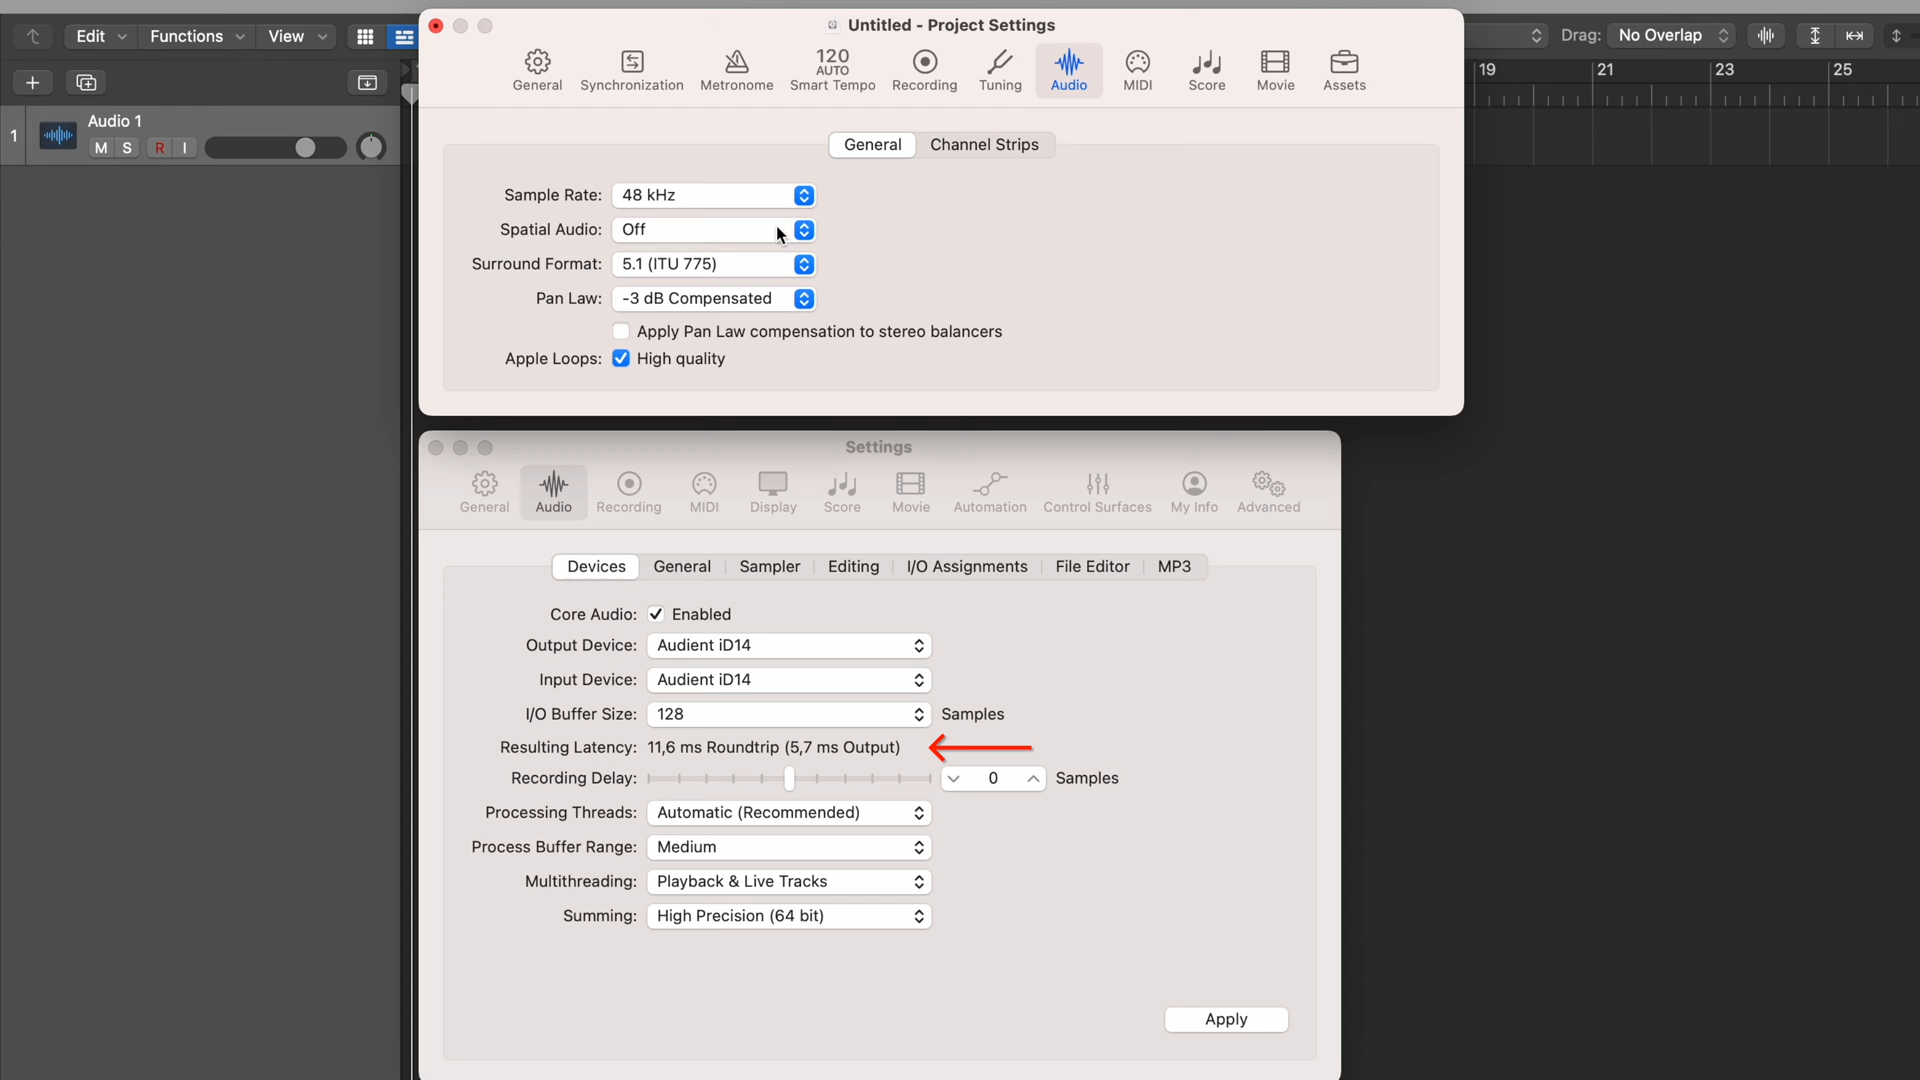 Untitled - Project Settings
Edit
Functions
View
Drag:
No Overlap
General
Synchronization
Metronome
120
AUTO
Smart Tempo
Recording
Tuning
Audio
MIDI
Score
Movie
Assets
19
21
23
25
1
Audio 1
M
S
R
I
General
Channel Strips
Sample Rate:
48 kHz
Spatial Audio:
Off
Surround Format:
5.1 (ITU 775)
Pan Law:
-3 dB Compensated
Apply Pan Law compensation to stereo balancers
Apple Loops:
High quality
Settings
General
Audio
Recording
MIDI
Display
Score
Movie
Automation
Control Surfaces
My Info
Advanced
Devices
General
Sampler
Editing
I/O Assignments
File Editor
MP3
Core Audio:
Enabled
Output Device:
Audient iD14
Input Device:
Audient iD14
I/O Buffer Size:
128
Samples
Resulting Latency:
11,6 ms Roundtrip (5,7 ms Output)
Recording Delay:
0
Samples
Processing Threads:
Automatic (Recommended)
Process Buffer Range:
Medium
Multithreading:
Playback & Live Tracks
Summing:
High Precision (64 bit)
Apply